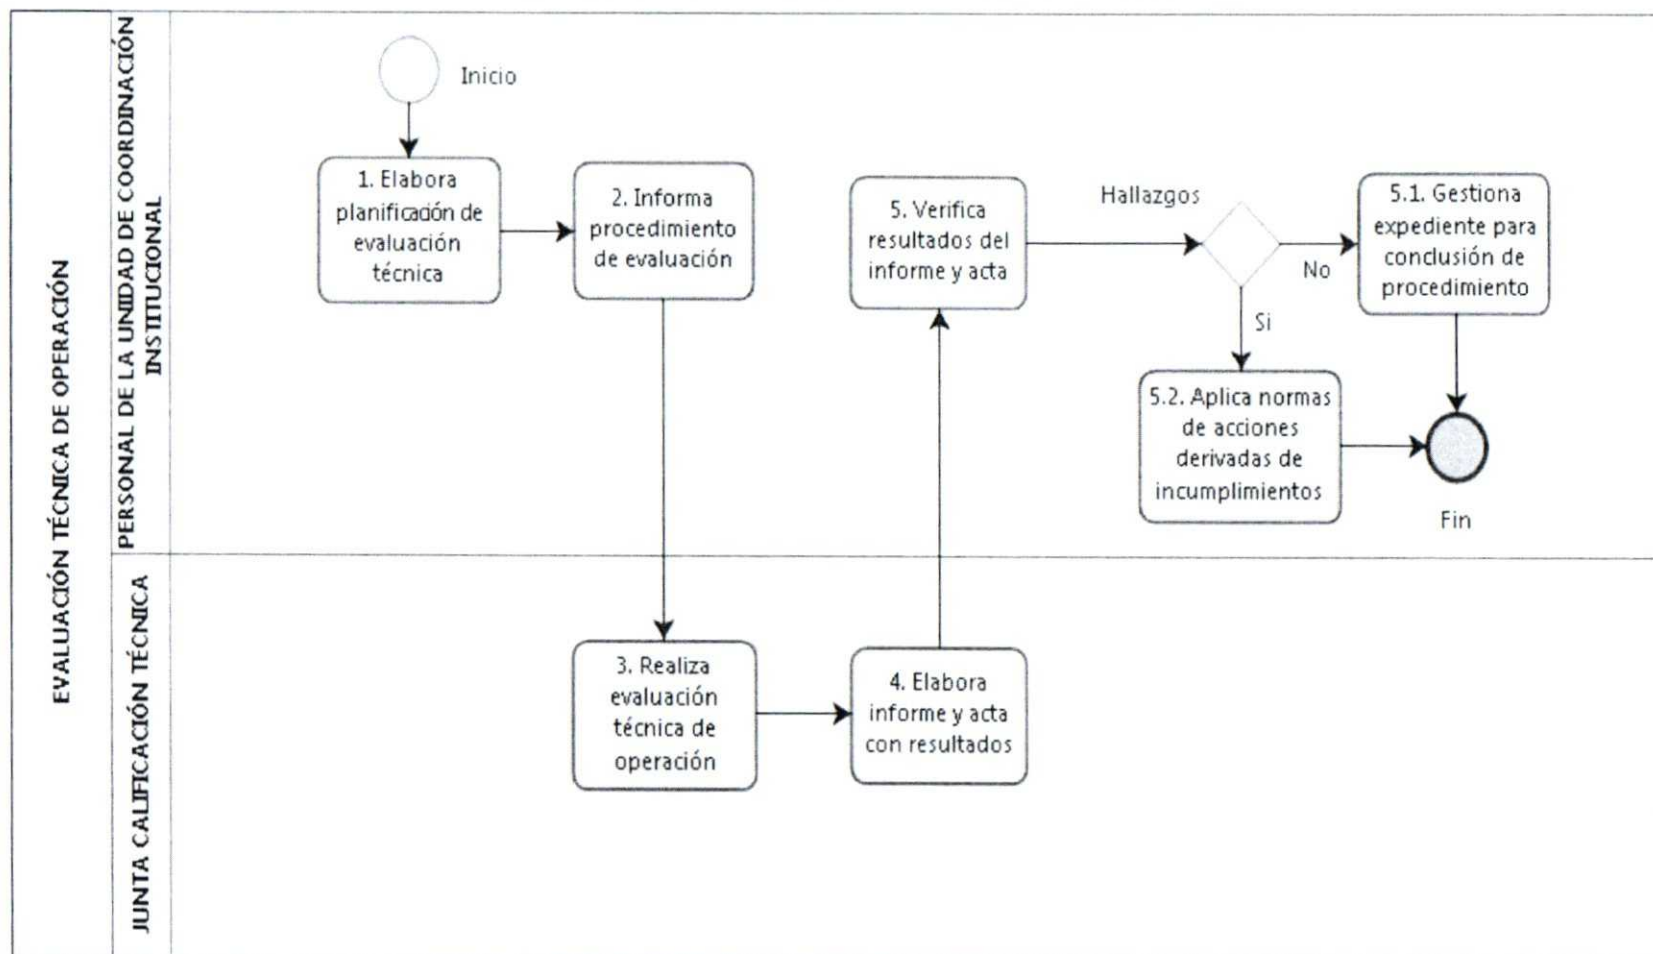 EVALUACIÓN TÉCNICA DE OPERACIÓN
PERSONAL DE LA UNIDAD DE COORDINACIÓN
INSTITUCIONAL
Inicio
1. Elabora
planificación de
evaluación
técnica
2. Informa
procedimiento
de evaluación
5. Verifica
resultados del
informe y acta
Hallazgos
No
Si
5.1. Gestiona
expediente para
conclusión de
procedimiento
5.2. Aplica normas
de acciones
derivadas de
incumplimientos
Fin
JUNTA CALIFICACIÓN TÉCNICA
3. Realiza
evaluación
técnica de
operación
4. Elabora
informe y acta
con resultados